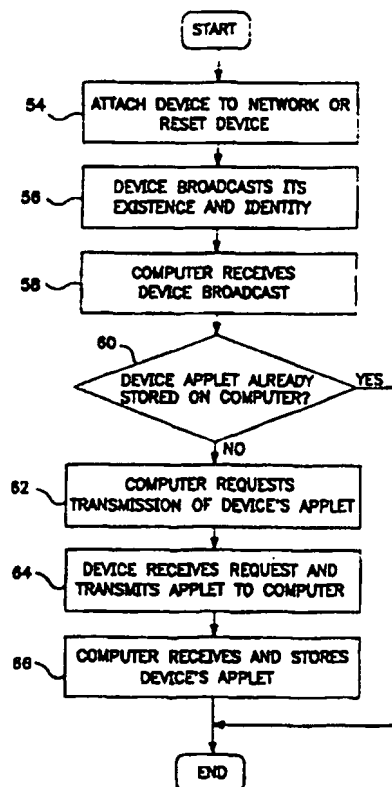 START
54
ATTACH DEVICE TO NETWORK OR
RESET DEVICE
56
DEVICE BROADCASTS ITS
EXISTENCE AND IDENTITY
58
COMPUTER RECEIVES
DEVICE BROADCAST
60
DEVICE APPLET ALREADY
STORED ON COMPUTER?
YES
NO
62
COMPUTER REQUESTS
TRANSMISSION OF DEVICE'S APPLET
64
DEVICE RECEIVES REQUEST AND
TRANSMITS APPLET TO COMPUTER
66
COMPUTER RECEIVES AND STORES
DEVICE'S APPLET
END